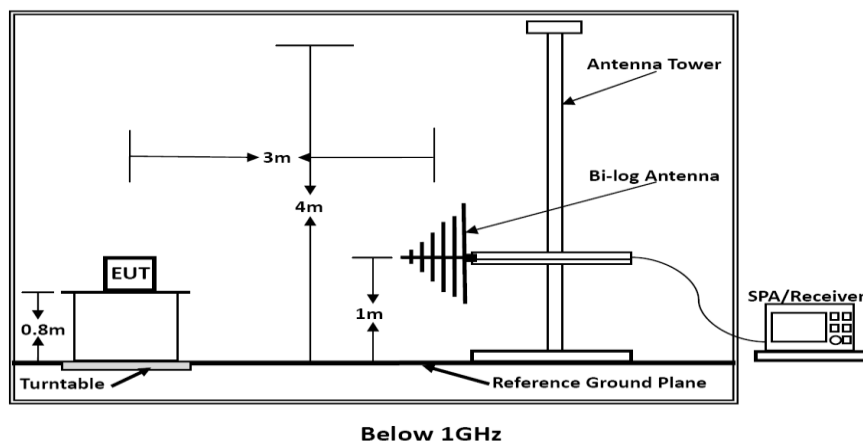 Antenna Tower
3m
Bi-log Antenna
4m
EUT
SPA/Receiver
0.8m
1m
Turntable
Reference Ground Plane
Below 1GHz